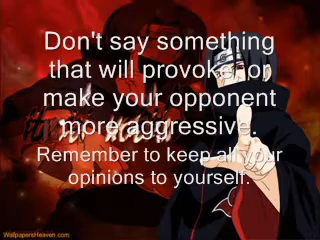 Don't say something
that will provoke, or
make your opponent
more aggressive.
Remember to keep all your
opinions to yourself.
WallpapersHeaven.com